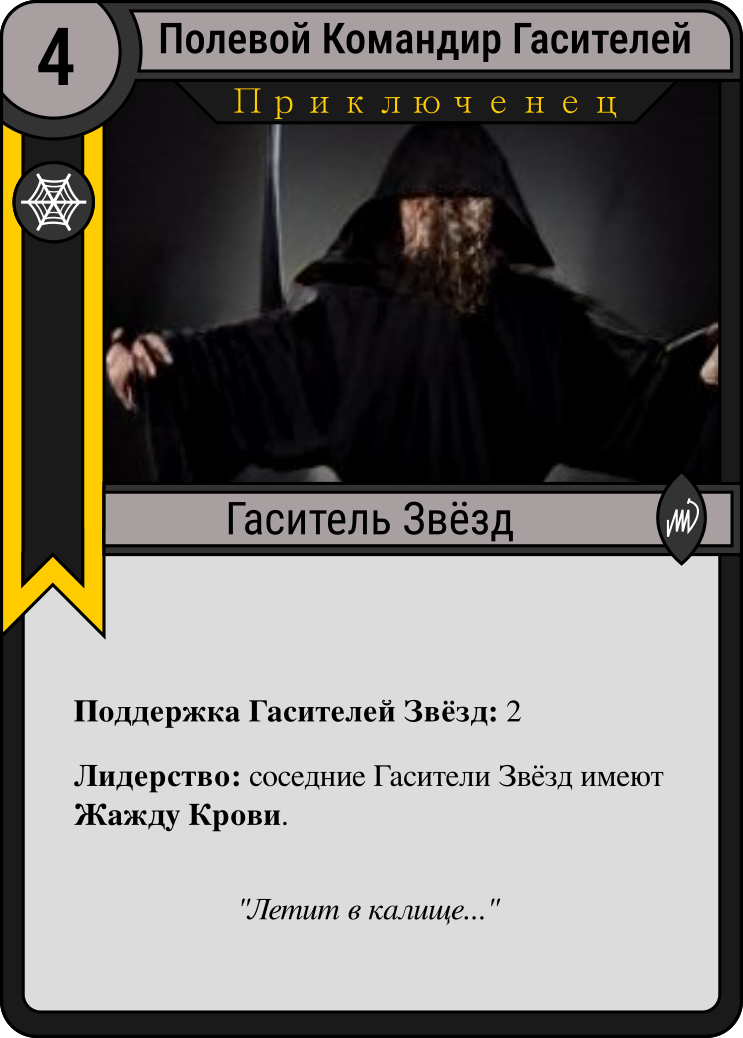 4
Полевой Командир Гасителей
Приключенец
Гаситель Звёзд
Поддержка Гасителей Звёзд: 2
Лидерство: соседние Гасители Звёзд имеют
Жажду Крови.
"Летит в калище..."